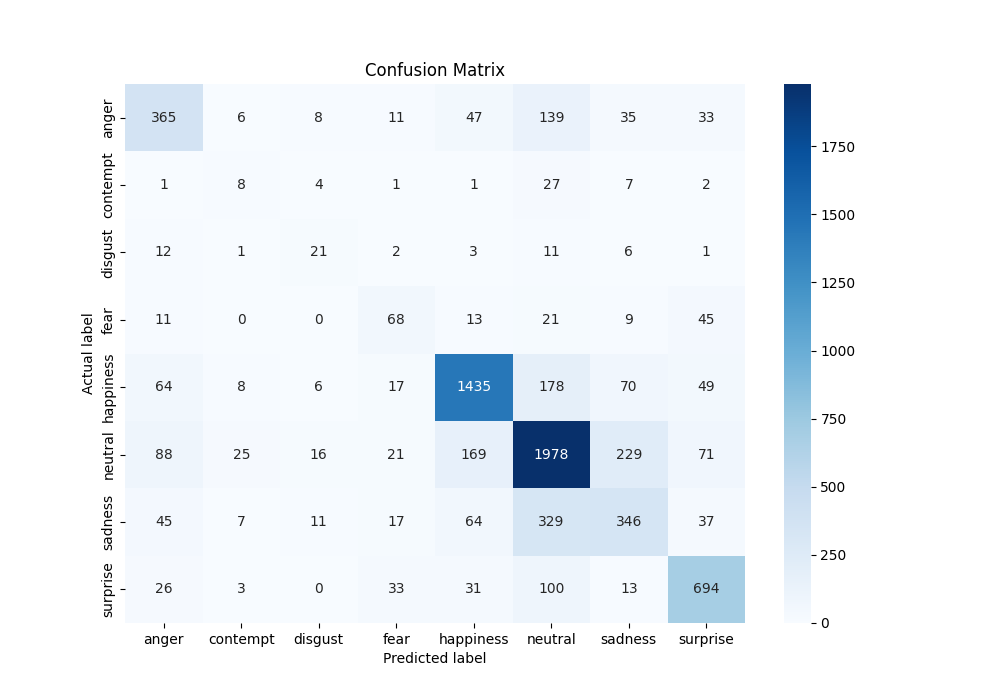 Confusion Matrix
anger 365 6 8 11 47 139 35 33
contempt 1 8 4 1 1 27 7 2
disgust 12 1 21 2 3 11 6 1
fear 11 0 0 68 13 21 9 45
happiness 64 8 6 17 1435 178 70 49
neutral 88 25 16 21 169 1978 229 71
sadness 45 7 11 17 64 329 346 37
surprise 26 3 0 33 31 100 13 694
anger contempt disgust fear happiness neutral sadness surprise
Predicted label
Actual label
1750
1500
1250
1000
750
500
250
0